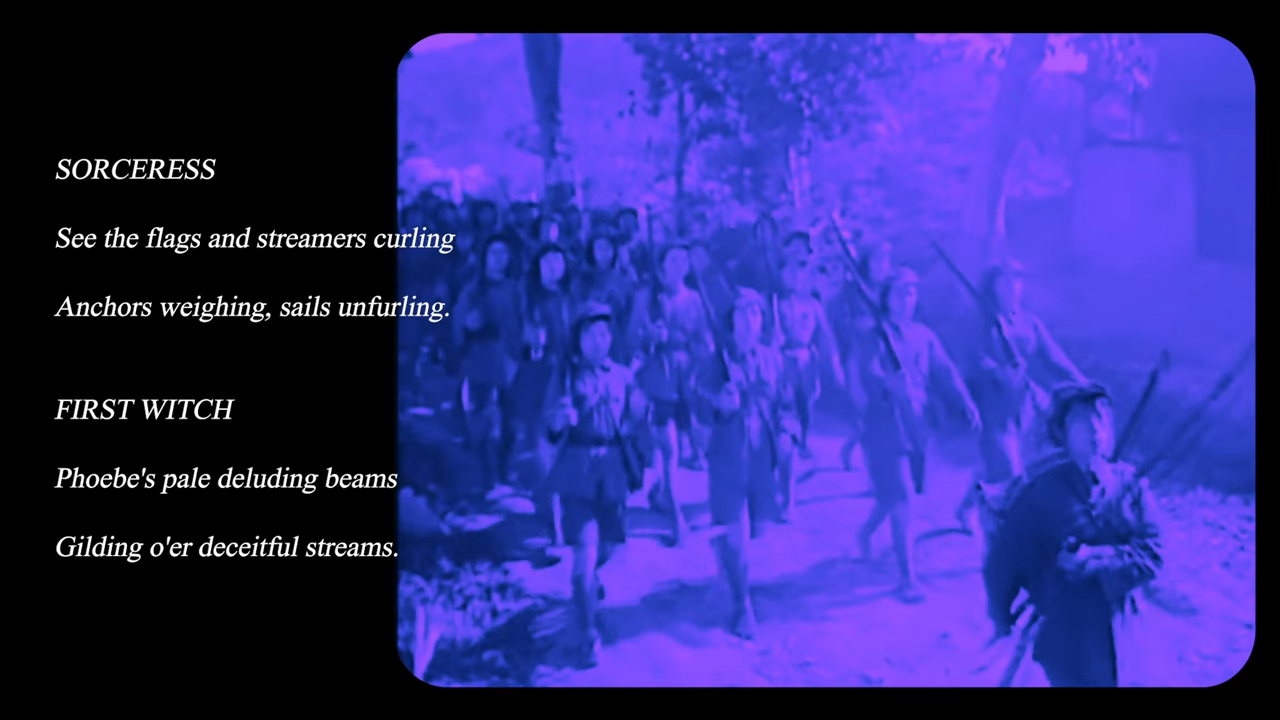 SORCERESS
See the flags and streamers curling
Anchors weighing, sails unfurling.
FIRST WITCH
Phoebe's pale deluding beams
Gilding o'er deceitful streams.